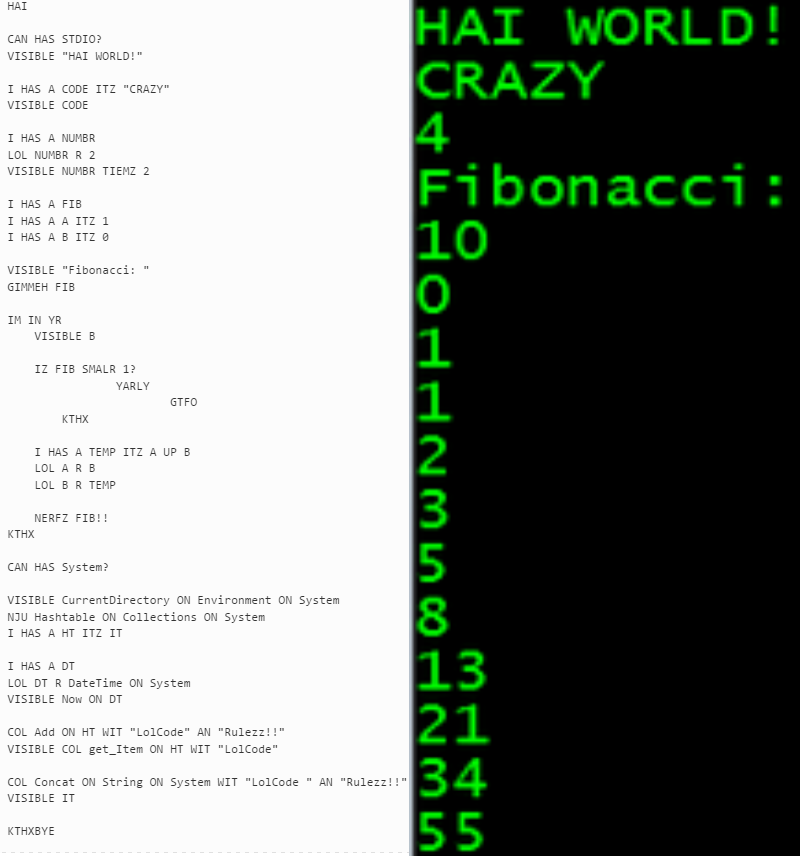 HAI
CAN HAS STDIO?
VISIBLE "HAI WORLD!"
I HAS A CODE ITZ "CRAZY"
VISIBLE CODE
I HAS A NUMBR
LOL NUMBR R 2
VISIBLE NUMBR TIEMZ 2
I HAS A FIB
I HAS A A ITZ 1
I HAS A B ITZ 0
VISIBLE "Fibonacci: "
GIMMEH FIB
IM IN YR
VISIBLE B
IZ FIB SMALR 1?
YARLY
GTFO
KTHX
I HAS A TEMP ITZ A UP B
LOL A R B
LOL B R TEMP
NERFZ FIB!!
KTHX
CAN HAS System?
VISIBLE CurrentDirectory ON Environment ON System
NJU Hashtable ON Collections ON System
I HAS A HT ITZ IT
I HAS A DT
LOL DT R DateTime ON System
VISIBLE Now ON DT
COL Add ON HT WIT "LolCode" AN "Rulezz!!"
VISIBLE COL get_Item ON HT WIT "LolCode"
COL Concat ON String ON System WIT "LolCode " AN "Rulezz!!"
VISIBLE IT
KTHXBYE
HAI WORLD!
CRAZY
4
Fibonacci:
10
0
1
1
2
3
5
8
13
21
34
55